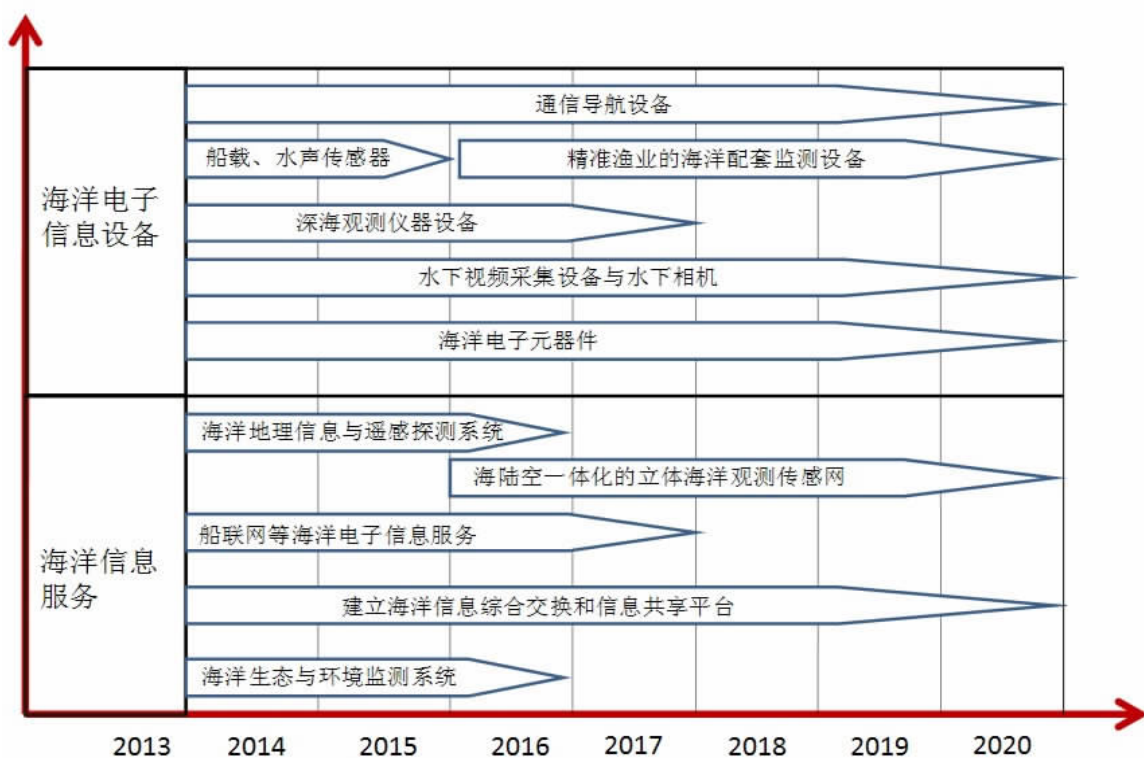 通信导航设备
船载、水声传感器
精准渔业的海洋配套监测设备
海洋电子
信息设备
深海观测仪器设备
水下视频采集设备与水下相机
海洋电子元器件
海洋地理信息与遥感探测系统
海陆空一体化的立体海洋观测传感网
船联网等海洋电子信息服务
海洋信息
服务
建立海洋信息综合交换和信息共享平台
海洋生态与环境监测系统
2013 2014 2015 2016 2017 2018 2019 2020